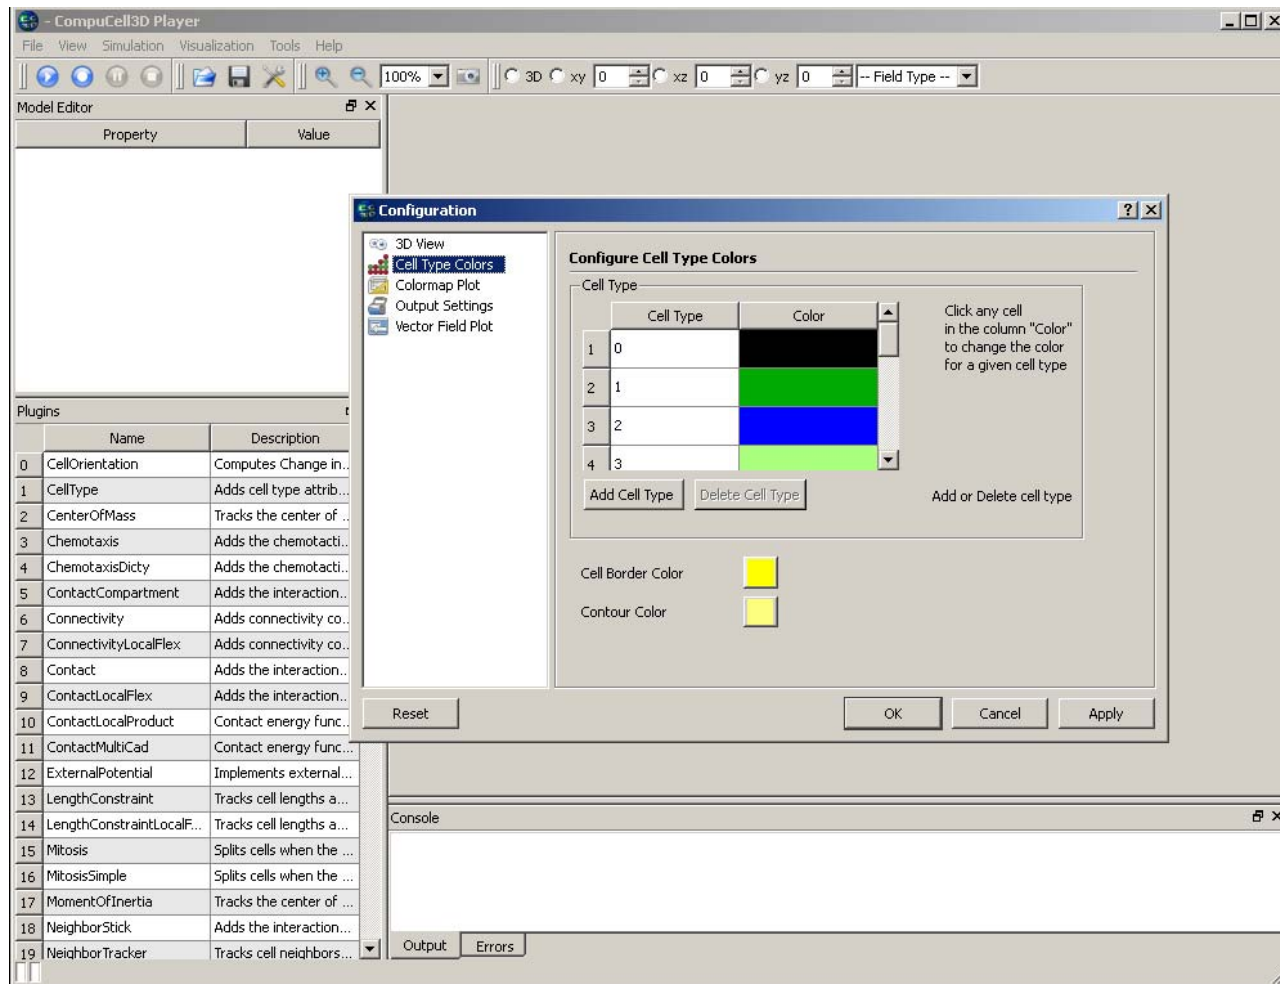 - CompuCell3D Player
File View Simulation Visualization Tools Help
100% 3D xy 0 xz 0 yz 0 -- Field Type --
Model Editor
Property Value
Configuration
3D View
Cell Type Colors
Colormap Plot
Output Settings
Vector Field Plot
Configure Cell Type Colors
Cell Type
Cell Type Color
1 0
2 1
3 2
4 3
Click any cell
in the column "Color"
to change the color
for a given cell type
Add Cell Type Delete Cell Type Add or Delete cell type
Cell Border Color
Contour Color
Reset OK Cancel Apply
Plugins
Name Description
0 CellOrientation Computes Change in...
1 CellType Adds cell type attrib...
2 CenterOfMass Tracks the center of ...
3 Chemotaxis Adds the chemotacti...
4 ChemotaxisDicty Adds the chemotacti...
5 ContactCompartment Adds the interaction...
6 Connectivity Adds connectivity co...
7 ConnectivityLocalFlex Adds connectivity co...
8 Contact Adds the interaction...
9 ContactLocalFlex Adds the interaction...
10 ContactLocalProduct Contact energy func...
11 ContactMultiCad Contact energy func...
12 ExternalPotential Implements external...
13 LengthConstraint Tracks cell lengths a...
14 LengthConstraintLocalF... Tracks cell lengths a...
15 Mitosis Splits cells when the ...
16 MitosisSimple Splits cells when the ...
17 MomentOfInertia Tracks the center of ...
18 NeighborStick Adds the interaction...
19 NeighborTracker Tracks cell neighbors...
Console
Output Errors